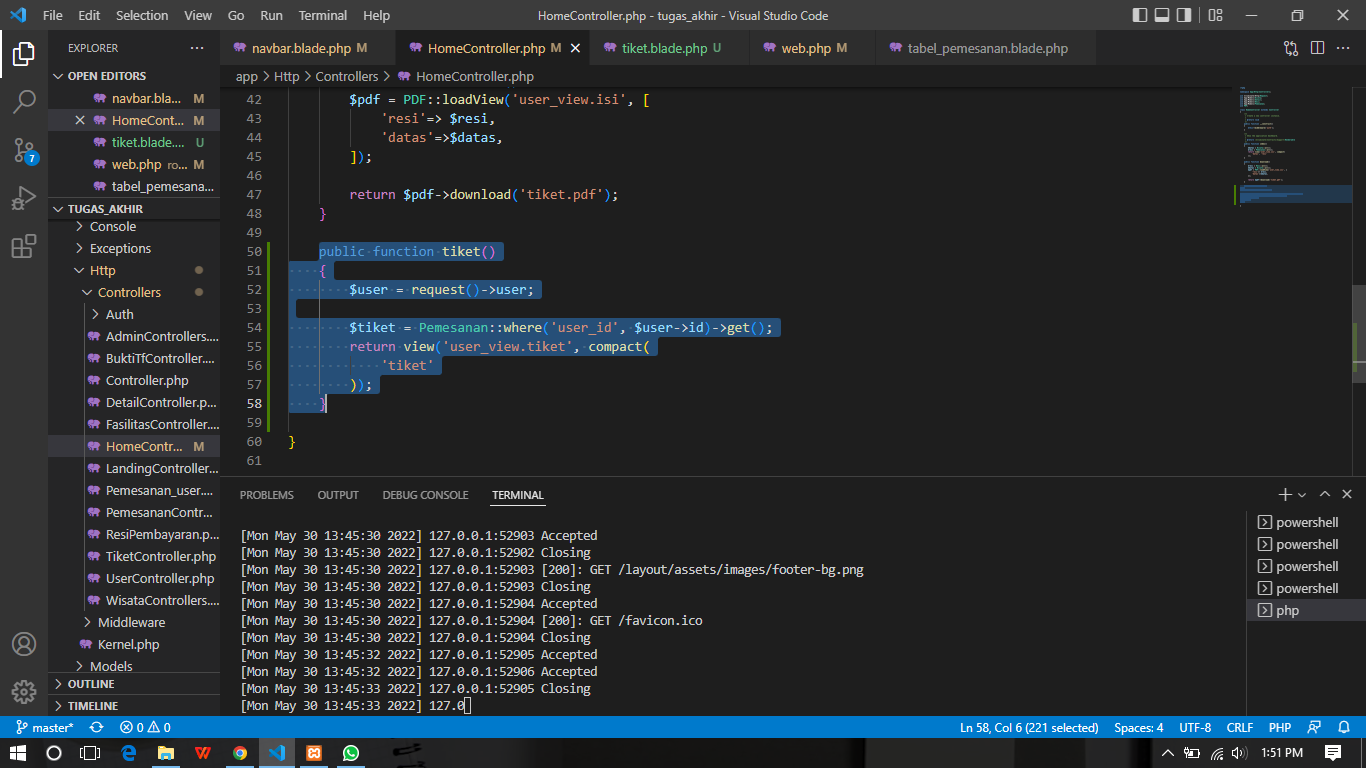 File Edit Selection View Go Run Terminal Help
HomeController.php - tugas_akhir - Visual Studio Code
EXPLORER
OPEN EDITORS
navbar.bla... M
HomeCont... M
tiket.blade.... U
web.php ro... M
tabel_pemesana...
TUGAS_AKHIR
Console
Exceptions
Http
Controllers
Auth
AdminControllers....
BuktiTfController....
Controller.php
DetailController.p...
FasilitasController....
HomeContr... M
LandingController...
Pemesanan_user....
PemesananContr...
ResiPembayaran.p...
TiketController.php
UserController.php
WisataControllers....
Middleware
Kernel.php
Models
OUTLINE
TIMELINE
7
navbar.blade.php M
HomeController.php M
tiket.blade.php U
web.php M
tabel_pemesanan.blade.php
app > Http > Controllers > HomeController.php
42 $pdf = PDF::loadView('user_view.isi', [
43 'resi'=> $resi,
44 'datas'=>$datas,
45 ]);
46
47 return $pdf->download('tiket.pdf');
48 }
49
50 public function tiket()
51 {
52 $user = request()->user;
53
54 $tiket = Pemesanan::where('user_id', $user->id)->get();
55 return view('user_view.tiket', compact(
56 'tiket'
57 ));
58 }
59
60 }
61
PROBLEMS OUTPUT DEBUG CONSOLE TERMINAL
[Mon May 30 13:45:30 2022] 127.0.0.1:52903 Accepted
[Mon May 30 13:45:30 2022] 127.0.0.1:52902 Closing
[Mon May 30 13:45:30 2022] 127.0.0.1:52903 [200]: GET /layout/assets/images/footer-bg.png
[Mon May 30 13:45:30 2022] 127.0.0.1:52903 Closing
[Mon May 30 13:45:30 2022] 127.0.0.1:52904 Accepted
[Mon May 30 13:45:30 2022] 127.0.0.1:52904 [200]: GET /favicon.ico
[Mon May 30 13:45:30 2022] 127.0.0.1:52904 Closing
[Mon May 30 13:45:32 2022] 127.0.0.1:52905 Accepted
[Mon May 30 13:45:32 2022] 127.0.0.1:52906 Accepted
[Mon May 30 13:45:33 2022] 127.0.0.1:52905 Closing
[Mon May 30 13:45:33 2022] 127.0
powershell
powershell
powershell
powershell
php
master* 0 0
Ln 58, Col 6 (221 selected) Spaces: 4 UTF-8 CRLF PHP
1:51 PM